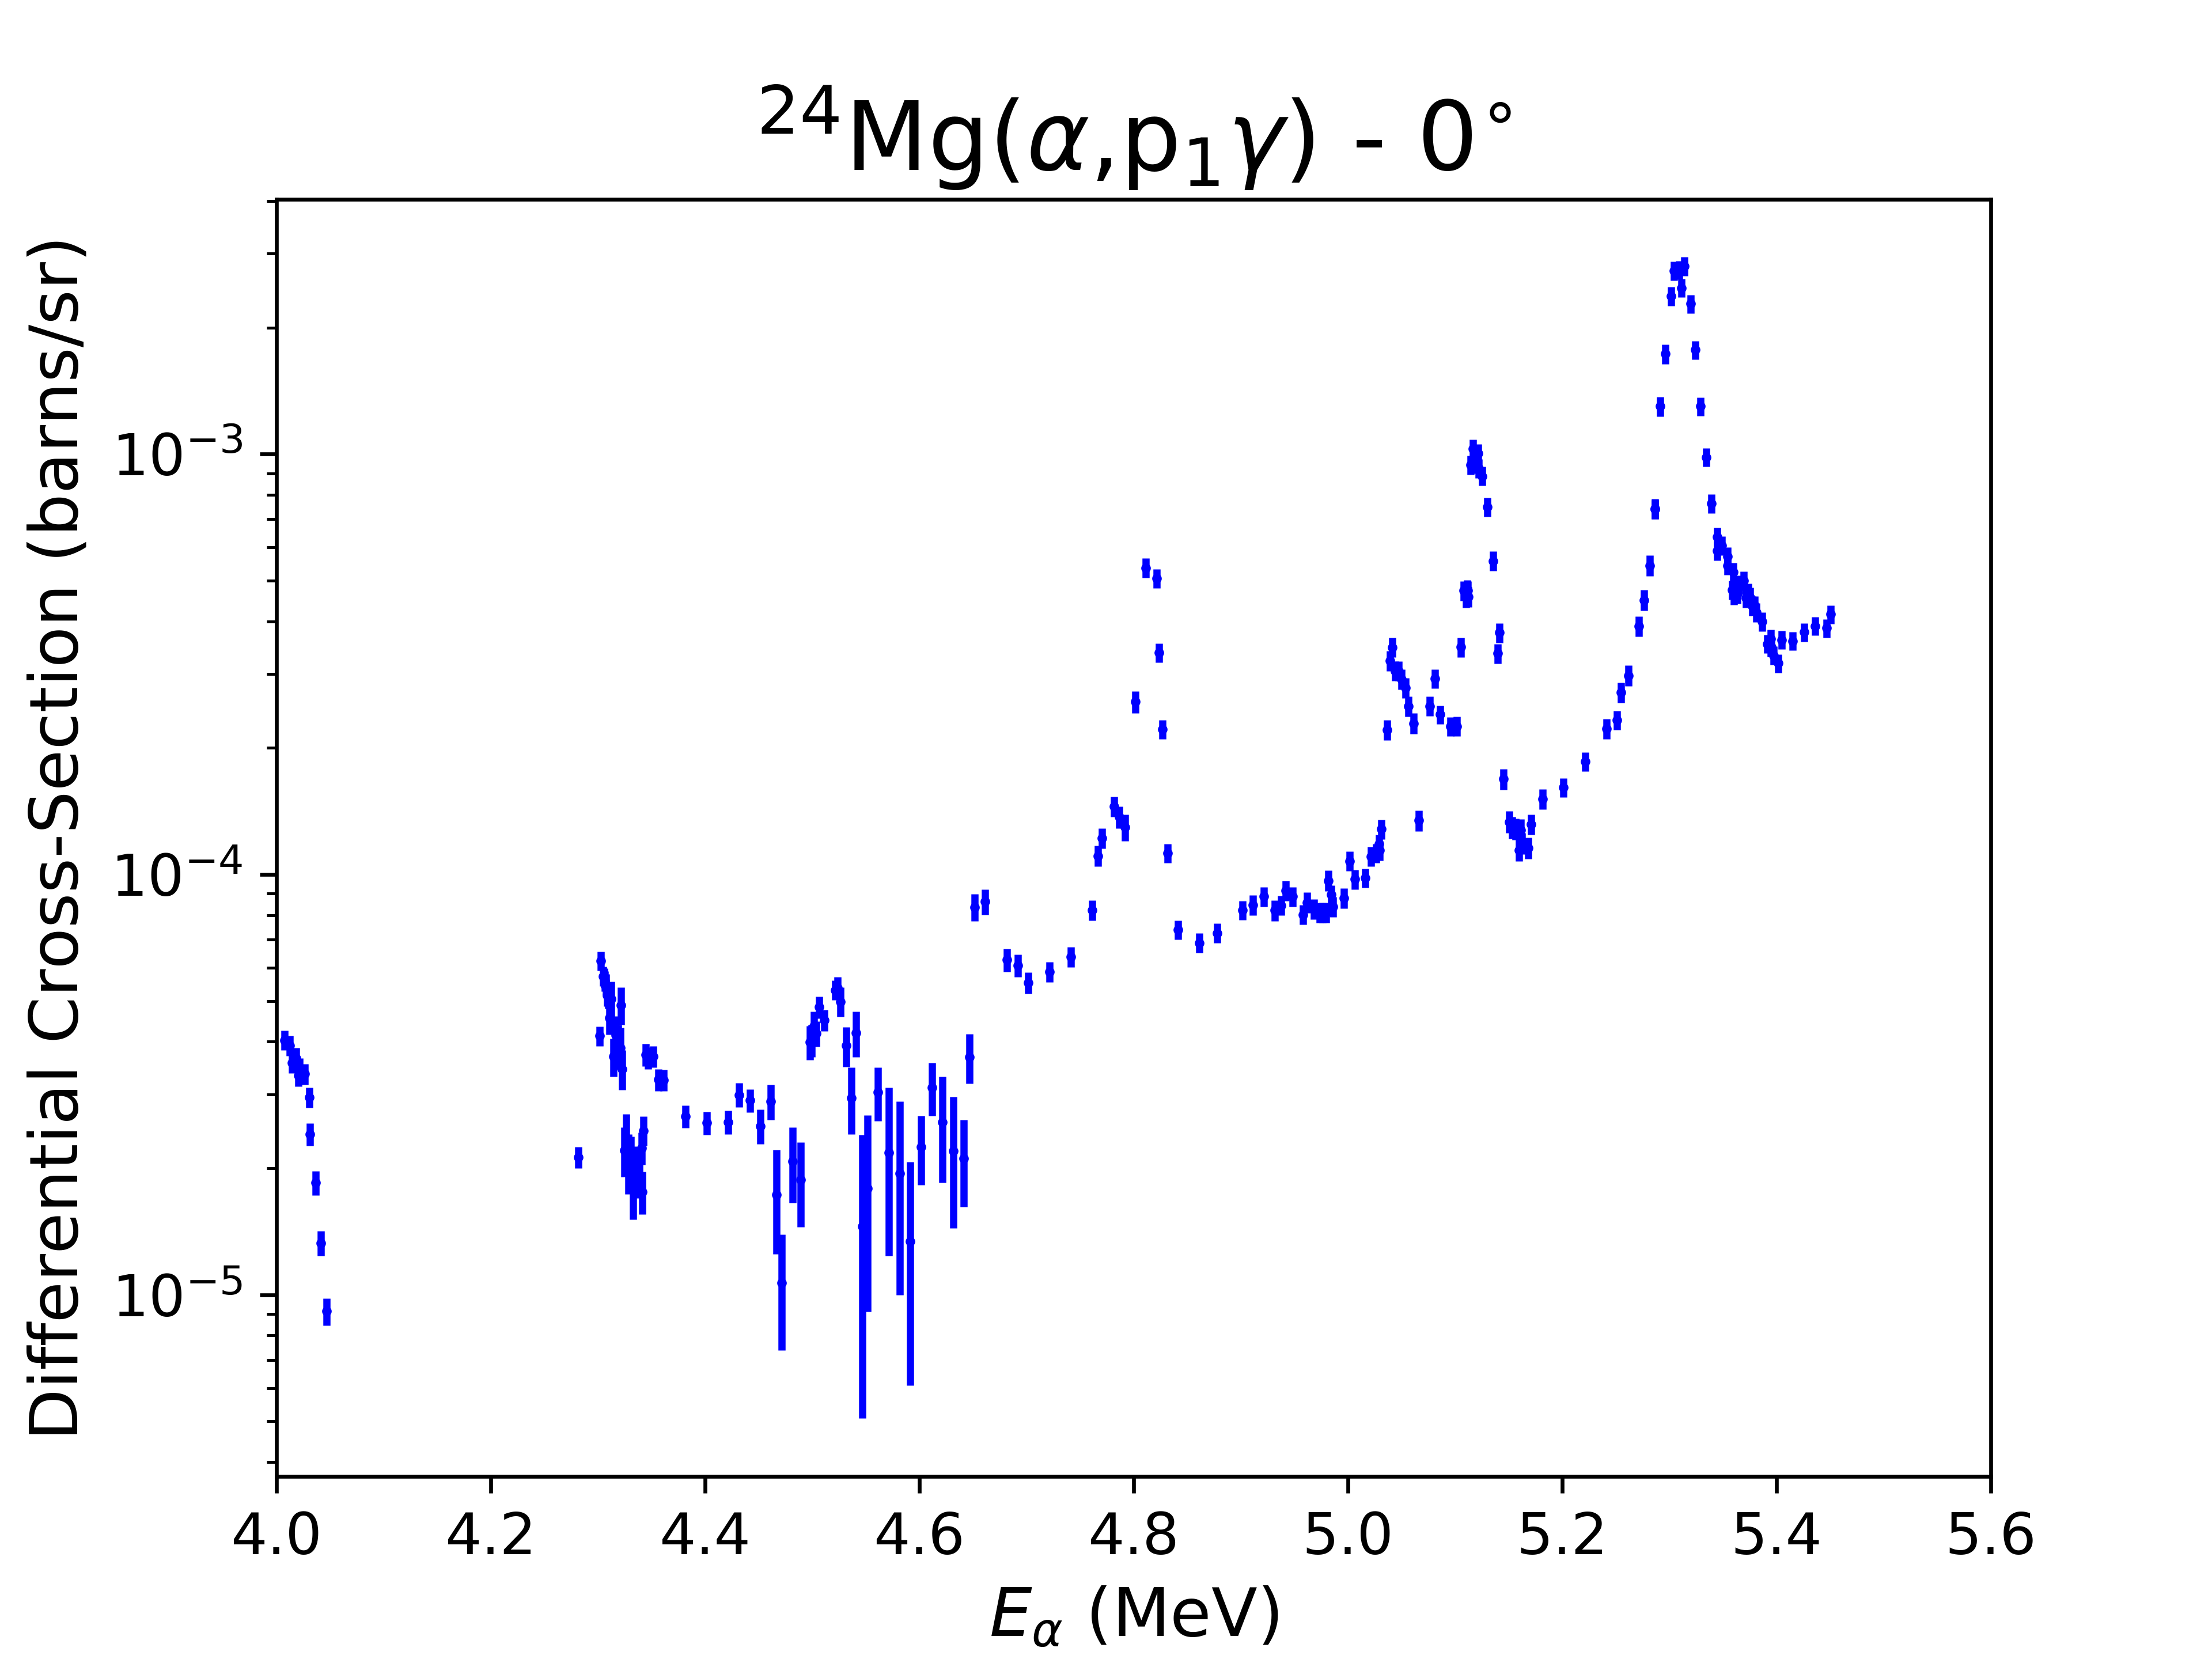 ²⁴Mg(α,p₁γ) - 0°
Differential Cross-Section (barns/sr)
10⁻³
10⁻⁴
10⁻⁵
4.0 4.2 4.4 4.6 4.8 5.0 5.2 5.4 5.6
Eα (MeV)